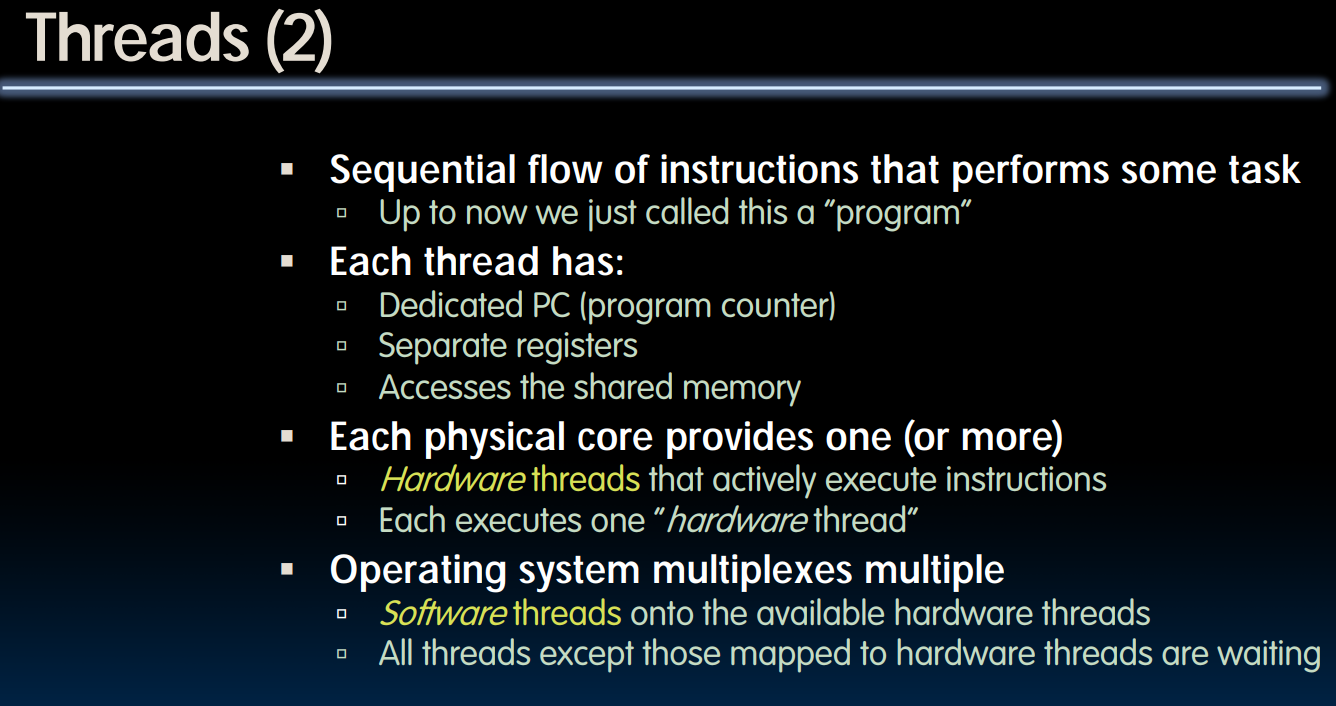 Threads (2)
Sequential flow of instructions that performs some task
Up to now we just called this a “program”
Each thread has:
Dedicated PC (program counter)
Separate registers
Accesses the shared memory
Each physical core provides one (or more)
Hardware threads that actively execute instructions
Each executes one “hardware thread”
Operating system multiplexes multiple
Software threads onto the available hardware threads
All threads except those mapped to hardware threads are waiting